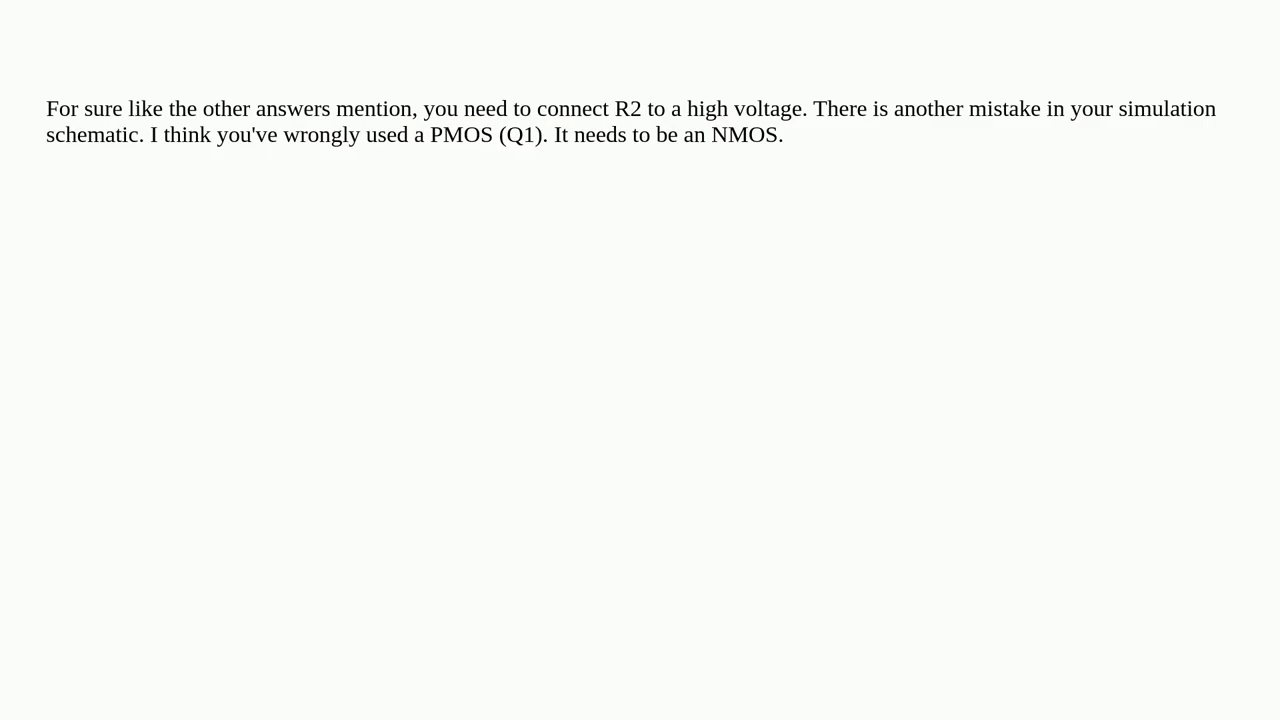 For sure like the other answers mention, you need to connect R2 to a high voltage. There is another mistake in your simulation
schematic. I think you've wrongly used a PMOS (Q1). It needs to be an NMOS.